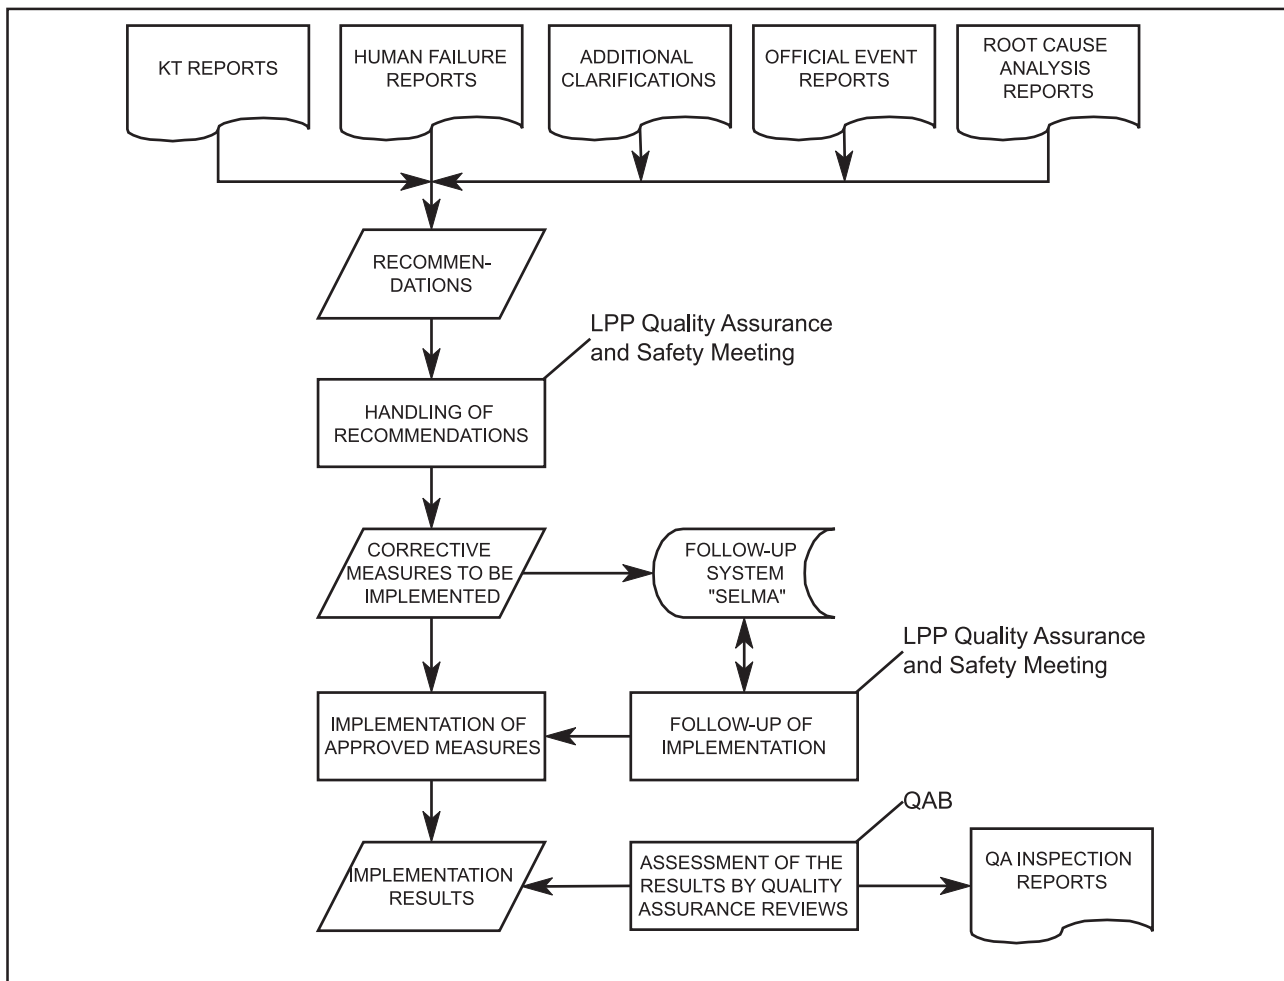 KT REPORTS
HUMAN FAILURE
REPORTS
ADDITIONAL
CLARIFICATIONS
OFFICIAL EVENT
REPORTS
ROOT CAUSE
ANALYSIS
REPORTS
RECOMMEN-
DATIONS
LPP Quality Assurance
and Safety Meeting
HANDLING OF
RECOMMENDATIONS
CORRECTIVE
MEASURES TO BE
IMPLEMENTED
FOLLOW-UP
SYSTEM
"SELMA"
LPP Quality Assurance
and Safety Meeting
IMPLEMENTATION OF
APPROVED MEASURES
FOLLOW-UP OF
IMPLEMENTATION
QAB
IMPLEMENTATION
RESULTS
ASSESSMENT OF THE
RESULTS BY QUALITY
ASSURANCE REVIEWS
QA INSPECTION
REPORTS